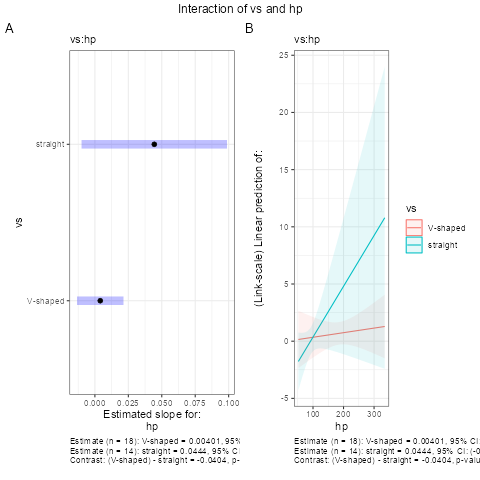 Interaction of vs and hp
A
vs:hp
vs
straight
V-shaped
0.000 0.025 0.050 0.075 0.100
Estimated slope for:
hp
Estimate (n = 18): V-shaped = 0.00401, 95%
Estimate (n = 14): straight = 0.0444, 95% CI
Contrast: (V-shaped) - straight = -0.0404, p-
B
vs:hp
(Link-scale) Linear prediction of:
25
20
15
10
5
0
-5
100 200 300
hp
vs
V-shaped
straight
Estimate (n = 18): V-shaped = 0.00401, 95% CI:
Estimate (n = 14): straight = 0.0444, 95% CI: (-0
Contrast: (V-shaped) - straight = -0.0404, p-valu